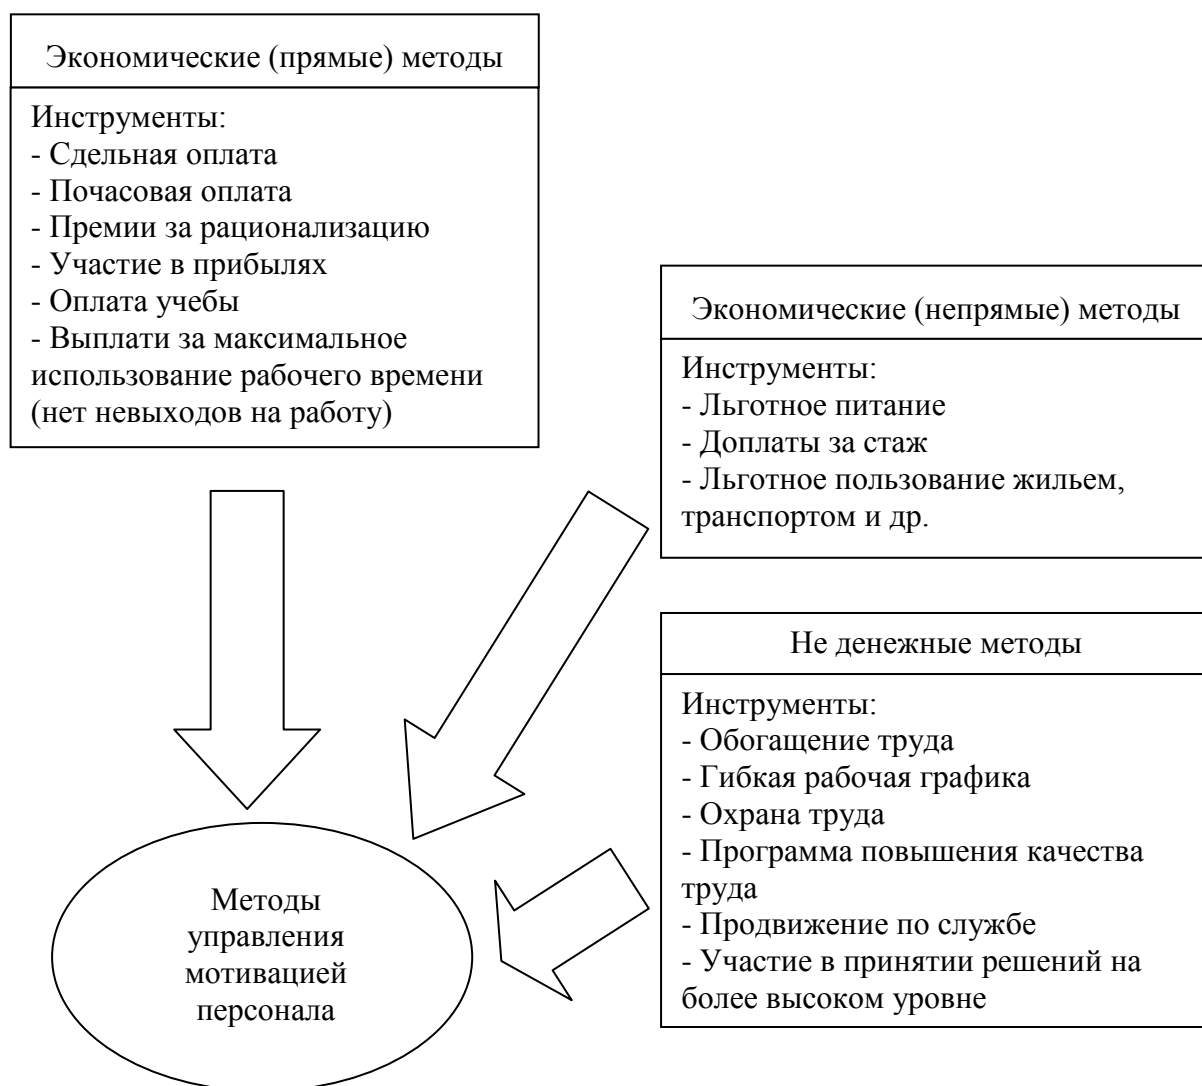 Экономические (прямые) методы
Инструменты:
- Сдельная оплата
- Почасовая оплата
- Премии за рационализацию
- Участие в прибылях
- Оплата учебы
- Выплати за максимальное
использование рабочего времени
(нет невыходов на работу)
Экономические (непрямые) методы
Инструменты:
- Льготное питание
- Доплаты за стаж
- Льготное пользование жильем,
транспортом и др.
Не денежные методы
Инструменты:
- Обогащение труда
- Гибкая рабочая графика
- Охрана труда
- Программа повышения качества
труда
- Продвижение по службе
- Участие в принятии решений на
более высоком уровне
Методы
управления
мотивацией
персонала